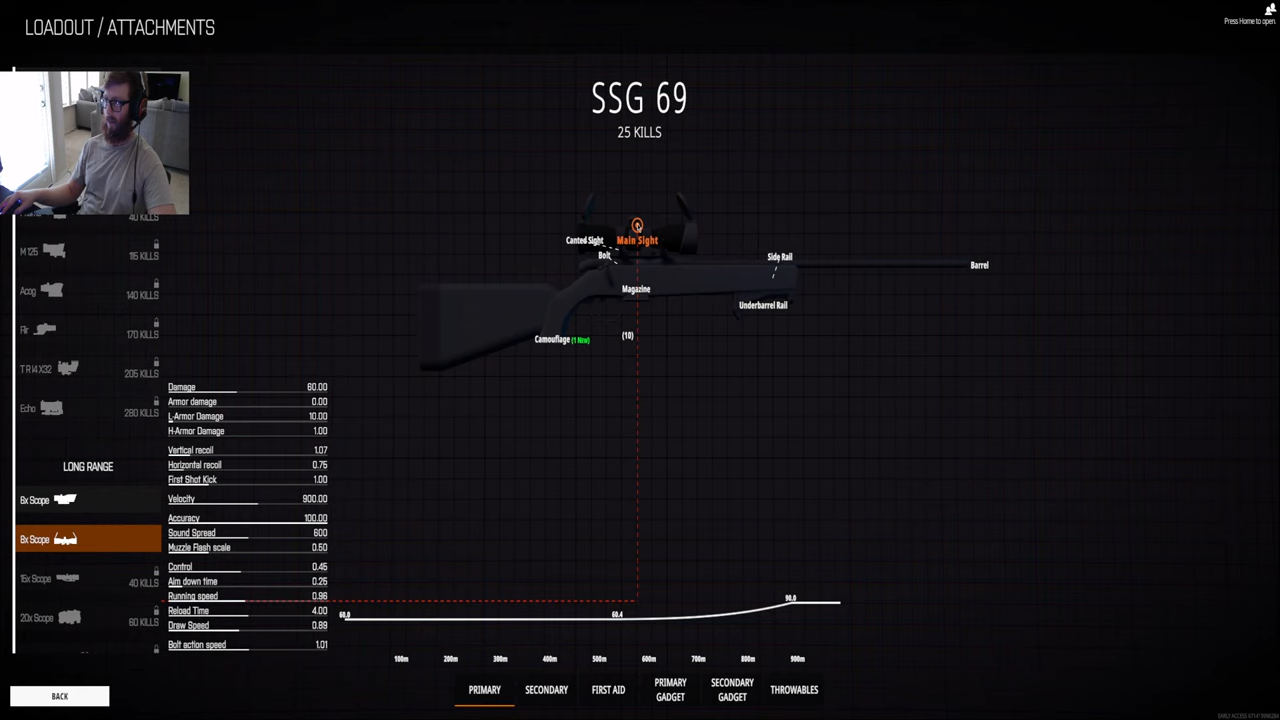 LOADOUT / ATTACHMENTS
Press Home to open.
SSG 69
25 KILLS
40 KILLS
M 125
115 KILLS
Acog
140 KILLS
Flir
170 KILLS
TRI4X32
205 KILLS
Echo
280 KILLS
LONG RANGE
6x Scope
8x Scope
15x Scope
40 KILLS
20x Scope
60 KILLS
Canted Sight
Main Sight
Bolt
Side Rail
Barrel
Magazine
Underbarrel Rail
(10)
Camouflage (1 New)
Damage 60.00
Armor damage 0.00
L-Armor Damage 10.00
H-Armor Damage 1.00
Vertical recoil 1.07
Horizontal recoil 0.75
First Shot Kick 1.00
Velocity 900.00
Accuracy 100.00
Sound Spread 600
Muzzle Flash scale 0.50
Control 0.45
Aim down time 0.25
Running speed 0.96
Reload Time 4.00
Draw Speed 0.89
Bolt action speed 1.01
60.0
60.4
90.0
100m 200m 300m 400m 500m 600m 700m 800m 900m
BACK
PRIMARY
SECONDARY
FIRST AID
PRIMARY
GADGET
SECONDARY
GADGET
THROWABLES